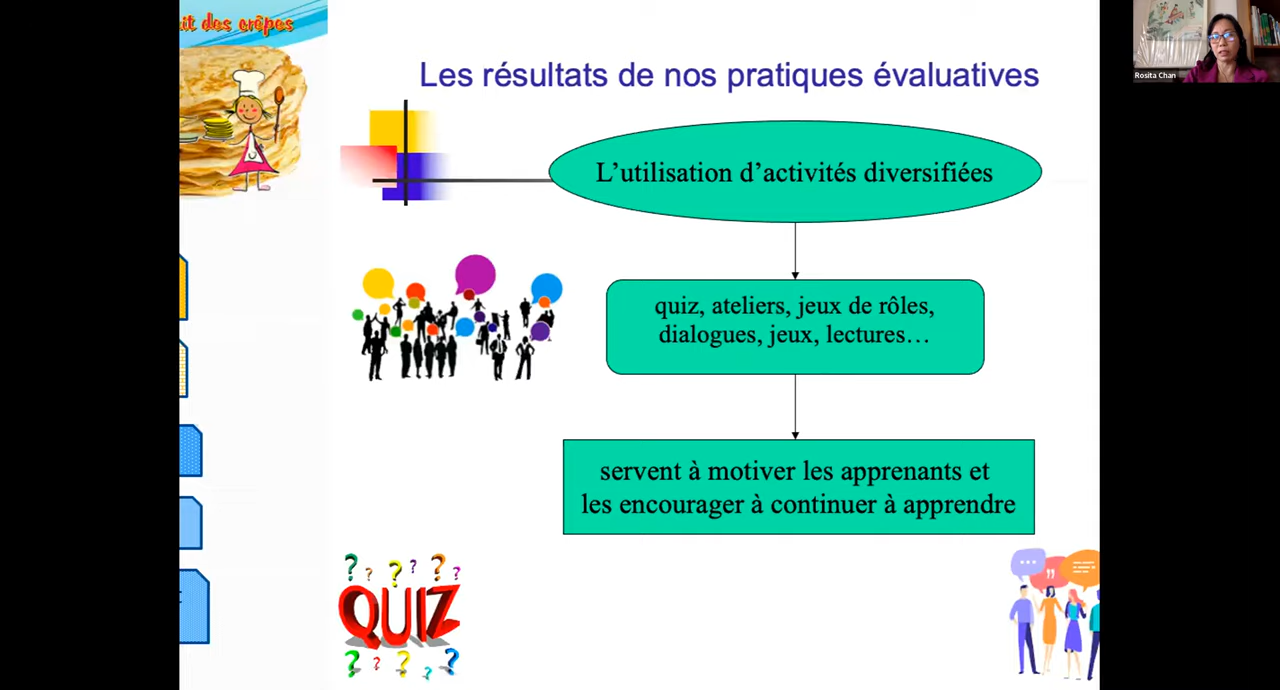 it des crêpes
Les résultats de nos pratiques évaluatives
Rosita Chan
L’utilisation d’activités diversifiées
quiz, ateliers, jeux de rôles,
dialogues, jeux, lectures…
servent à motiver les apprenants et
les encourager à continuer à apprendre
QUIZ